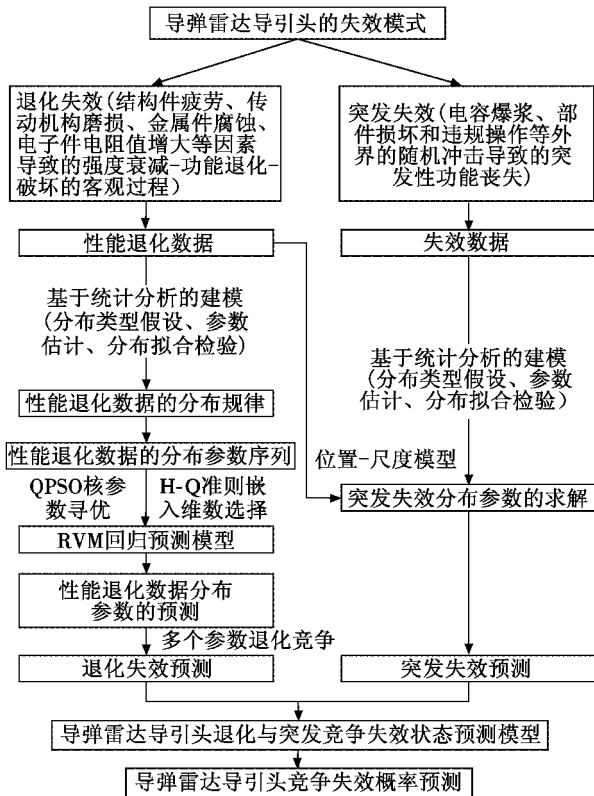 导弹雷达导引头的失效模式
退化失效(结构件疲劳、传
动机构磨损、金属件腐蚀、
电子件电阻值增大等因素
导致的强度衰减-功能退化-
破坏的客观过程)
突发失效(电容爆浆、部
件损坏和违规操作等外
界的随机冲击导致的突
发性功能丧失)
性能退化数据
失效数据
基于统计分析的建模
(分布类型假设、参数
估计、分布拟合检验)
基于统计分析的建模
(分布类型假设、参数
估计、分布拟合检验)
性能退化数据的分布规律
性能退化数据的分布参数序列
位置-尺度模型
QPSO核参
数寻优
H-Q准则嵌
入维数选择
突发失效分布参数的求解
RVM回归预测模型
性能退化数据分布
参数的预测
多个参数退化竞争
退化失效预测
突发失效预测
导弹雷达导引头退化与突发竞争失效状态预测模型
导弹雷达导引头竞争失效概率预测